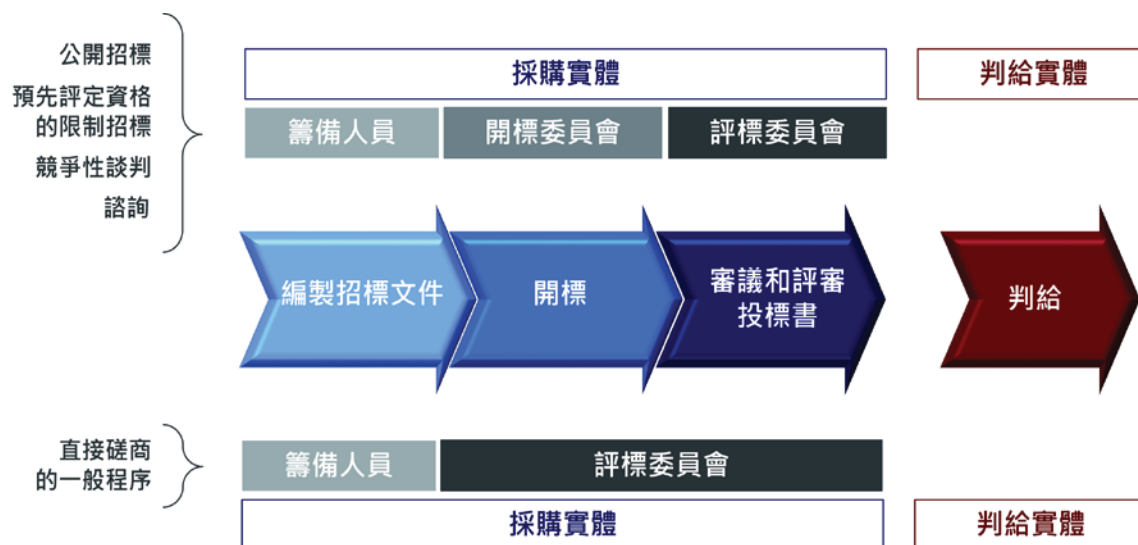 公開招標
預先評定資格
的限制招標
競爭性談判
諮詢
採購實體
判給實體
籌備人員
開標委員會
評標委員會
編製招標文件
開標
審議和評審
投標書
判給
直接磋商
的一般程序
籌備人員
評標委員會
採購實體
判給實體